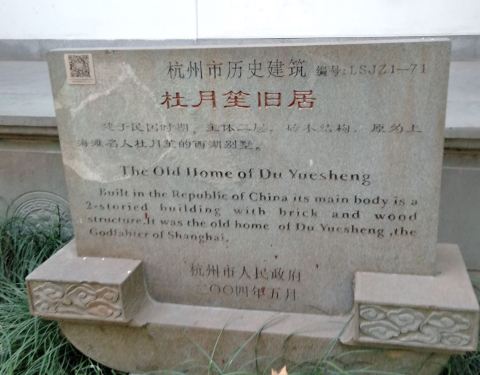 杭州市历史建筑 编号:LSJZ1—71
杜月笙旧居
建于民国时期，主体二层，砖木结构，原为上
海滩名人杜月笙的西湖别墅。
The Old Home of Du Yuesheng
Built in the Republic of China its main body is a
2-storied building with brick and wood
structure.It was the old home of Du Yuesheng ,the
Godfahter of Shanghai.
杭州市人民政府
二〇〇四年五月